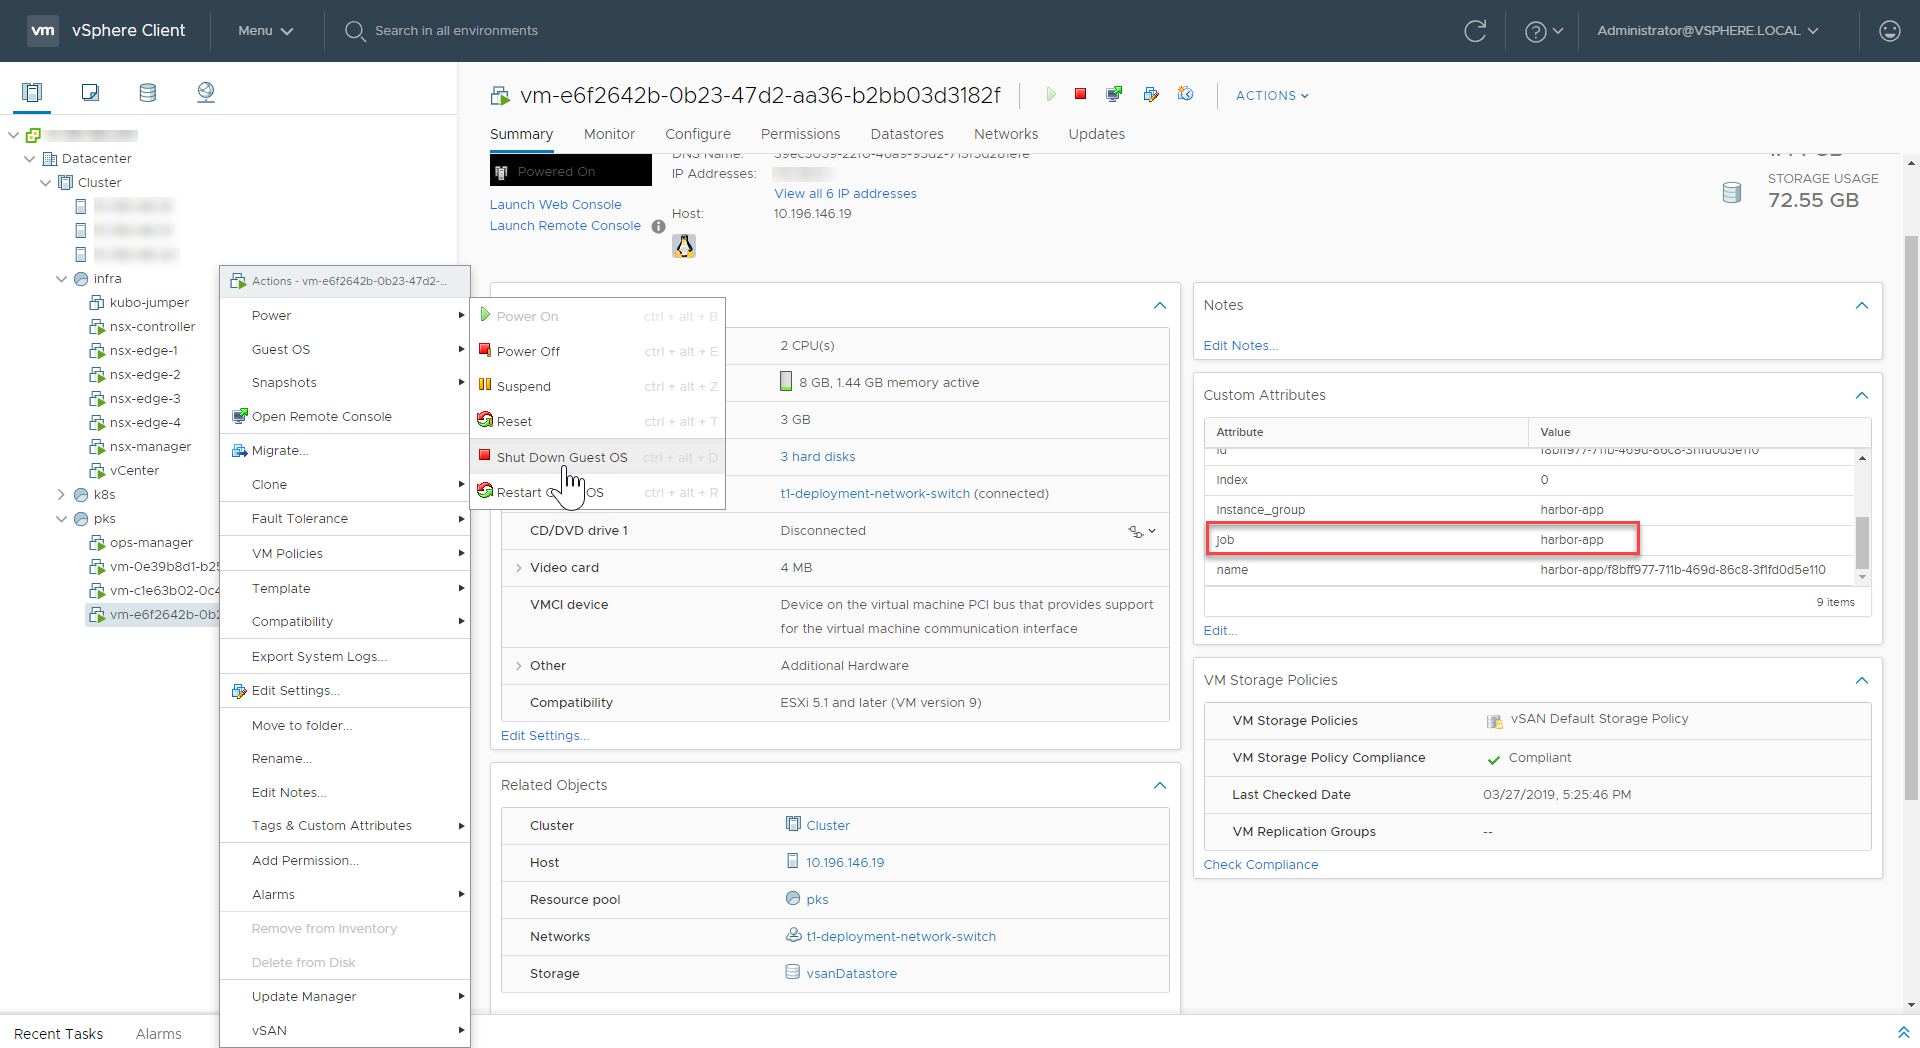 vm vSphere Client Menu Search in all environments Administrator@VSPHERE.LOCAL
vm-e6f2642b-0b23-47d2-aa36-b2bb03d3182f ACTIONS
Summary Monitor Configure Permissions Datastores Networks Updates
Datacenter
Cluster
infra
kubo-jumper
nsx-controller
nsx-edge-1
nsx-edge-2
nsx-edge-3
nsx-edge-4
nsx-manager
vCenter
k8s
pks
ops-manager
vm-0e39b8d1-b25
vm-c1e63b02-0c4
vm-e6f2642b-0b2
Actions - vm-e6f2642b-0b23-47d2-...
Power
Guest OS
Snapshots
Open Remote Console
Migrate...
Clone
Fault Tolerance
VM Policies
Template
Compatibility
Export System Logs...
Edit Settings...
Move to folder...
Rename...
Edit Notes...
Tags & Custom Attributes
Add Permission...
Alarms
Remove from Inventory
Delete from Disk
Update Manager
vSAN
Power On ctrl + alt + B
Power Off ctrl + alt + E
Suspend ctrl + alt + Z
Reset ctrl + alt + T
Shut Down Guest OS ctrl + alt + D
Restart OS ctrl + alt + R
Powered On
Launch Web Console
Launch Remote Console
DNS Name:
IP Addresses:
View all 6 IP addresses
Host: 10.196.146.19
STORAGE USAGE
72.55 GB
2 CPU(s)
8 GB, 1.44 GB memory active
3 GB
3 hard disks
t1-deployment-network-switch (connected)
CD/DVD drive 1 Disconnected
Video card 4 MB
VMCI device Device on the virtual machine PCI bus that provides support
for the virtual machine communication interface
Other Additional Hardware
Compatibility ESXi 5.1 and later (VM version 9)
Edit Settings...
Related Objects
Cluster Cluster
Host 10.196.146.19
Resource pool pks
Networks t1-deployment-network-switch
Storage vsanDatastore
Notes
Edit Notes...
Custom Attributes
Attribute Value
id f8bff977-711b-469d-86c8-3f1fd0d5e110
index 0
instance_group harbor-app
job harbor-app
name harbor-app/f8bff977-711b-469d-86c8-3f1fd0d5e110
9 items
Edit...
VM Storage Policies
VM Storage Policies vSAN Default Storage Policy
VM Storage Policy Compliance Compliant
Last Checked Date 03/27/2019, 5:25:46 PM
VM Replication Groups --
Check Compliance
Recent Tasks Alarms